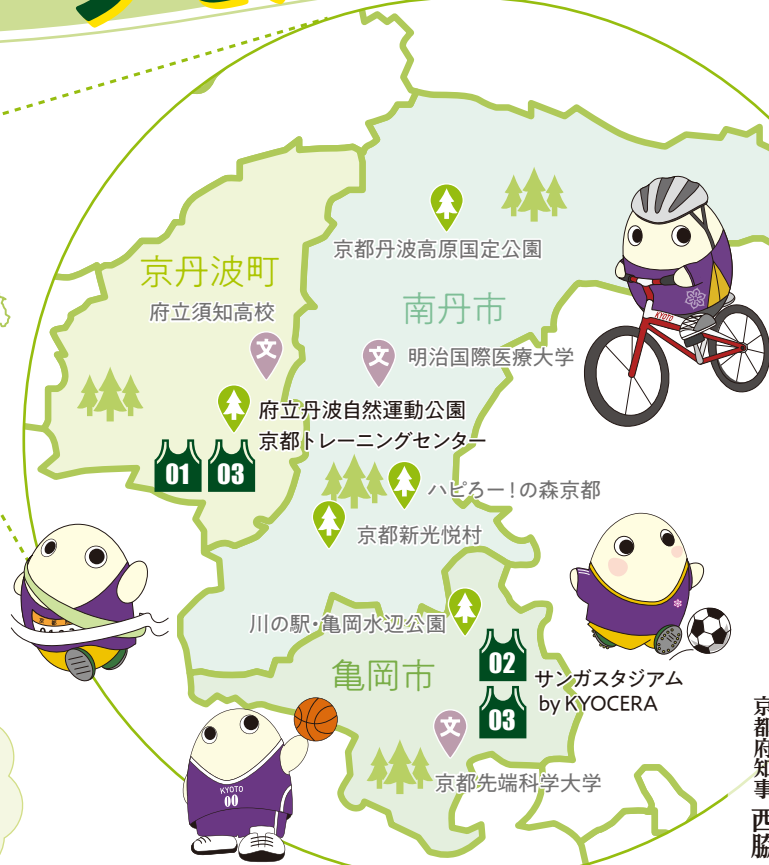 京都丹波高原国定公園
京丹波町
府立須知高校
文
南丹市
文
明治国際医療大学
KYOTO
府立丹波自然運動公園
京都トレーニングセンター
01
03
ハピろー！の森京都
京都新光悦村
川の駅・亀岡水辺公園
亀岡市
02
03
サンガスタジアム
by KYOCERA
文
京都先端科学大学
KYOTO
00
京都府知事 西脇